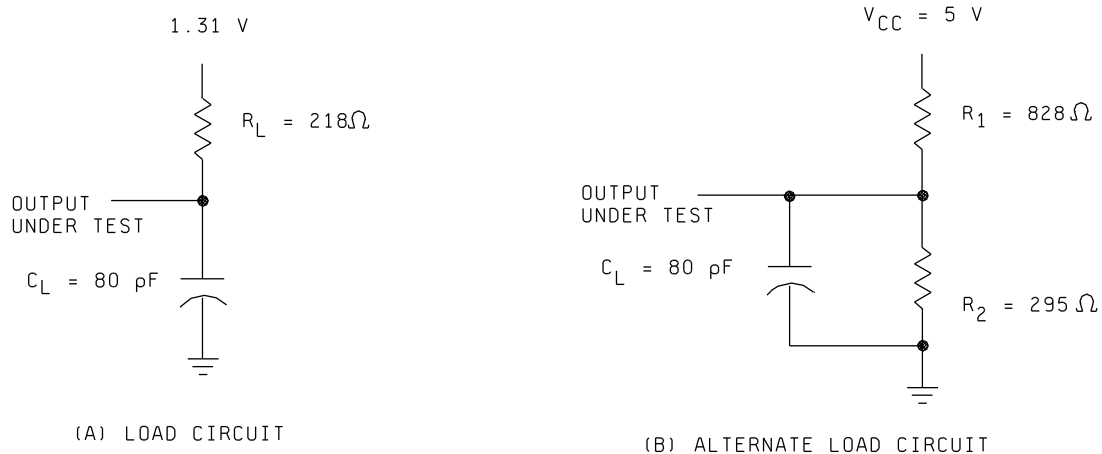 1.31 V
R_L = 218Ω
OUTPUT
UNDER TEST
C_L = 80 pF
(A) LOAD CIRCUIT
V_CC = 5 V
R_1 = 828Ω
OUTPUT
UNDER TEST
C_L = 80 pF
R_2 = 295Ω
(B) ALTERNATE LOAD CIRCUIT